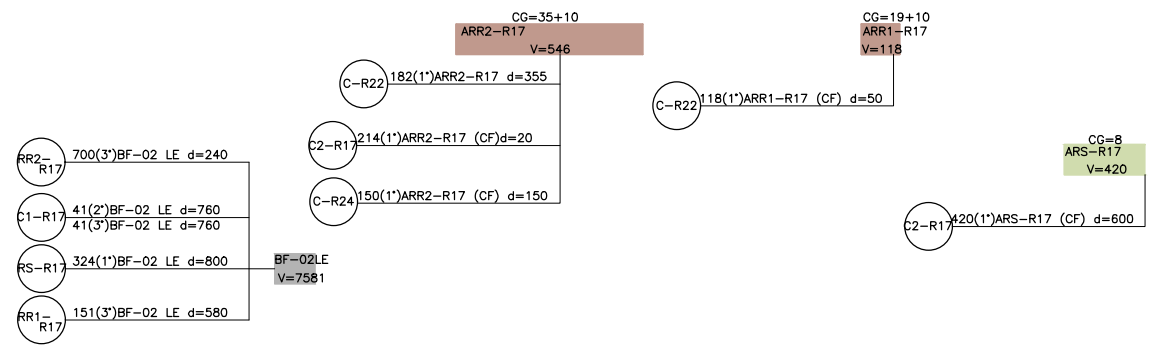 CG=35+10
ARR2-R17
V=546
C-R22
182(1°)ARR2-R17 d=355
C2-R17
214(1°)ARR2-R17 (CF)d=20
C-R24
150(1°)ARR2-R17 (CF) d=150
CG=19+10
ARR1-R17
V=118
C-R22
118(1°)ARR1-R17 (CF) d=50
CG=8
ARS-R17
V=420
C2-R17
420(1°)ARS-R17 (CF) d=600
RR2-
R17
700(3°)BF-02 LE d=240
C1-R17
41(2°)BF-02 LE d=760
41(3°)BF-02 LE d=760
RS-R17
324(1°)BF-02 LE d=800
RR1-
R17
151(3°)BF-02 LE d=580
BF-02LE
V=7581